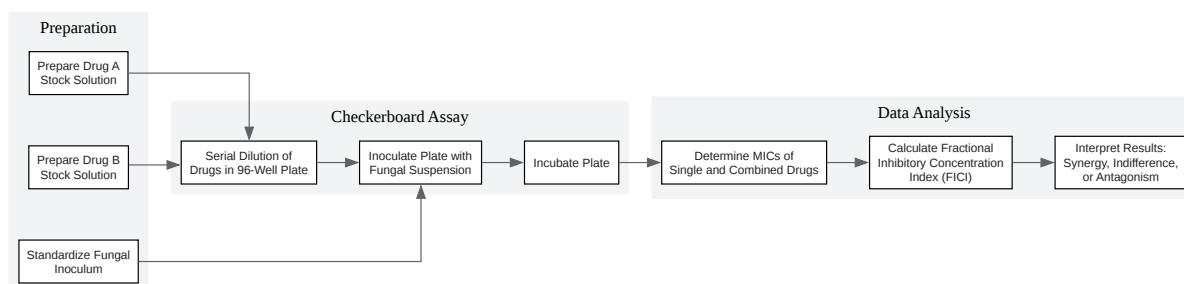 Preparation
Prepare Drug A
Stock Solution
Prepare Drug B
Stock Solution
Standardize Fungal
Inoculum
Checkerboard Assay
Serial Dilution of
Drugs in 96-Well Plate
Inoculate Plate with
Fungal Suspension
Incubate Plate
Data Analysis
Determine MICs of
Single and Combined Drugs
Calculate Fractional
Inhibitory Concentration
Index (FICI)
Interpret Results:
Synergy, Indifference,
or Antagonism